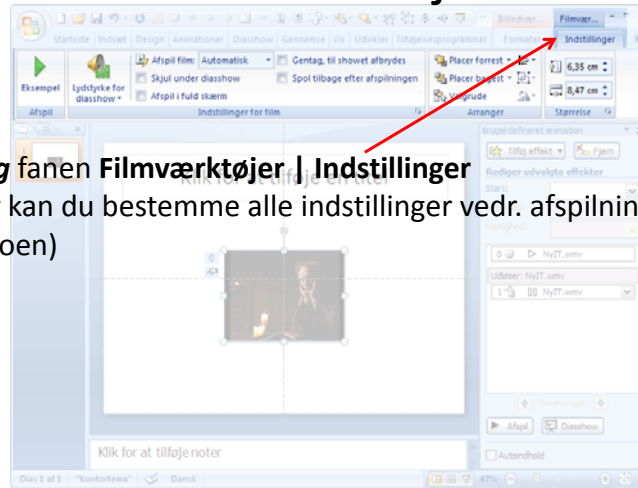 Billedvær... Filmvær...
Startside Indsæt Design Animationer Diasshow Gennemse Vis Udvikler Tilføjelsesprogrammer Formater Indstillinger
Afspil film: Automatisk Gentag, til showet afbrydes Placer forrest 6,35 cm
Eksempel Lydstyrke for diasshow Skjul under diasshow Spol tilbage efter afspilningen Placer bagest 8,47 cm
Afspil i fuld skærm Valgrude
Afspil Indstillinger for film Arranger Størrelse
Brugerdefineret animation
Tilføj effekt Fjern
g fanen Filmværktøjer | Indstillinger
Klik for at tilføje en titel
Rediger udvalgte effekter
Start:
kan du bestemme alle indstillinger vedr. afspilnin
Hastighed:
oen)
0
0 NyIT.wmv
Udløser: NyIT.wmv
1 NyIT.wmv
Afspil Diasshow
Klik for at tilføje noter
Autoindhold
Dias 1 af 1 "Kontortema" Dansk 47%